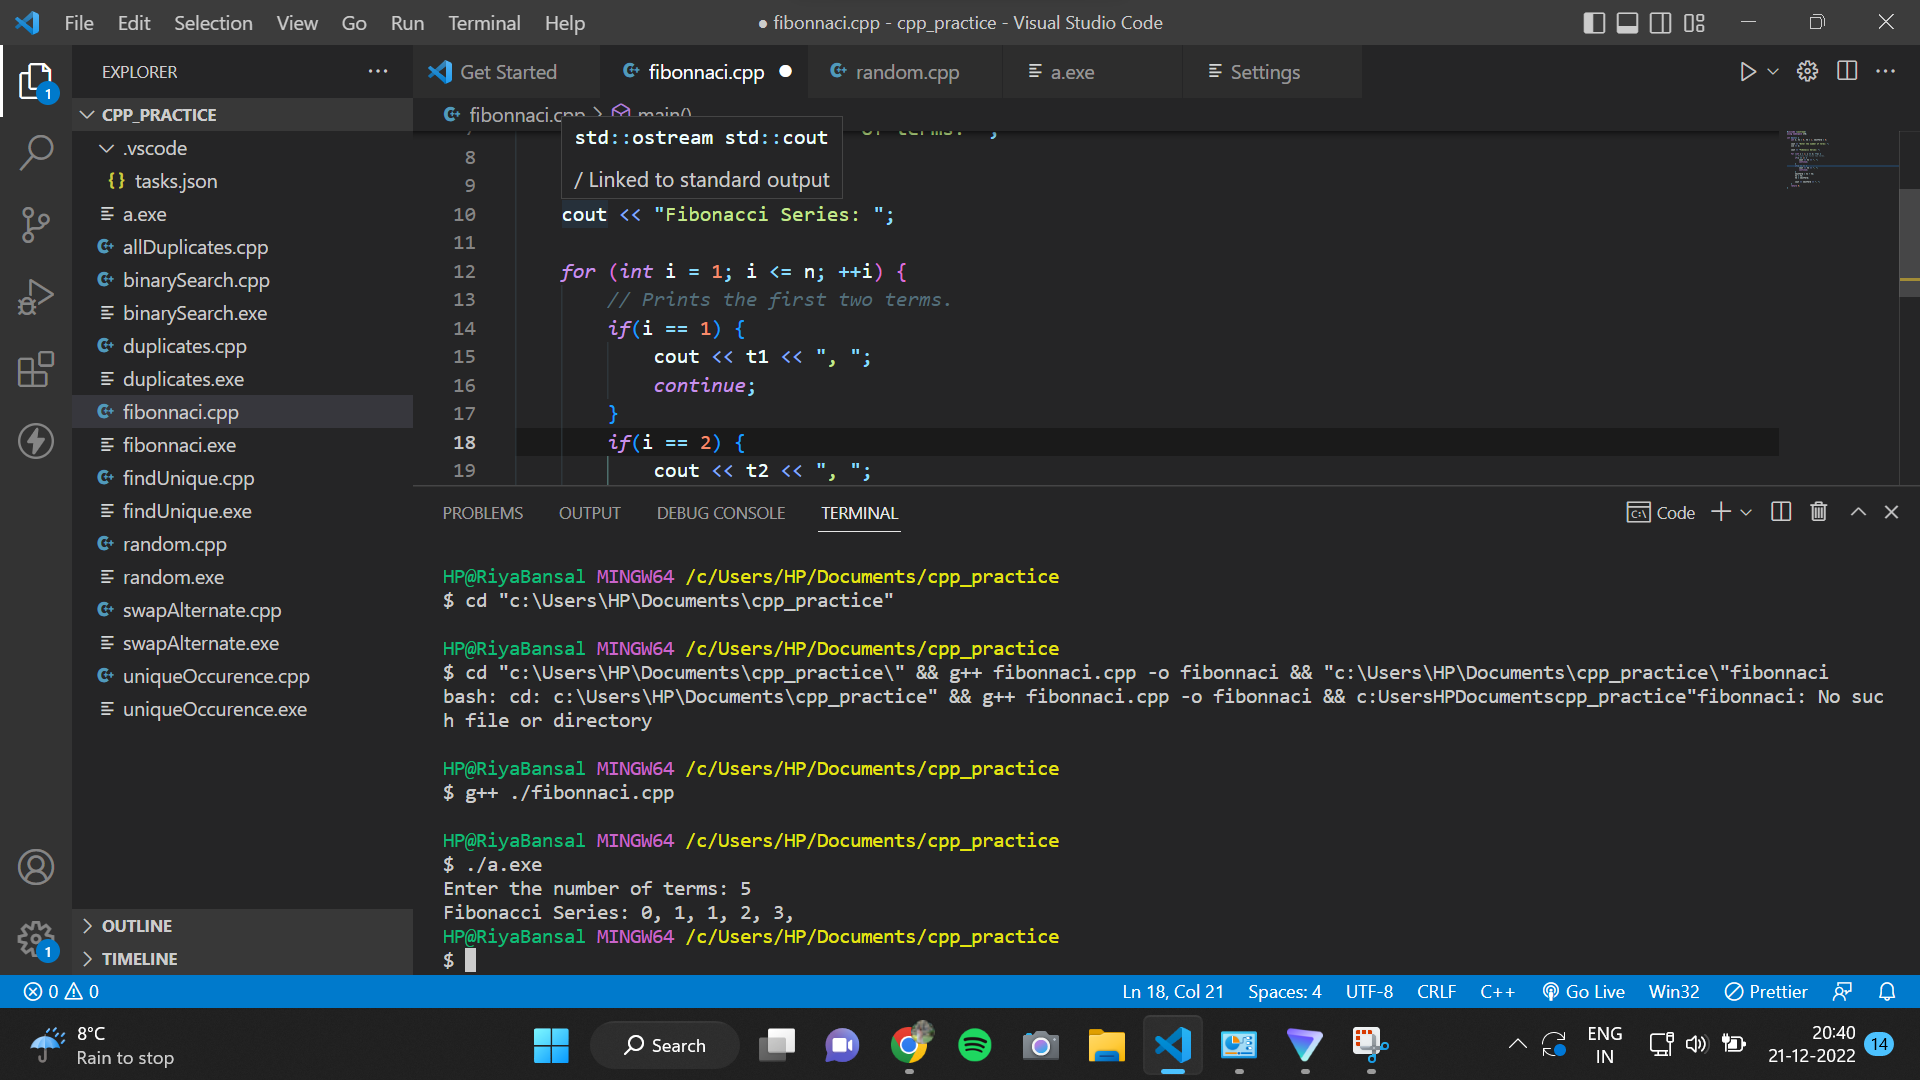 File Edit Selection View Go Run Terminal Help
● fibonnaci.cpp - cpp_practice - Visual Studio Code
EXPLORER
Get Started
fibonnaci.cpp
random.cpp
a.exe
Settings
1
CPP_PRACTICE
.vscode
{} tasks.json
a.exe
allDuplicates.cpp
binarySearch.cpp
binarySearch.exe
duplicates.cpp
duplicates.exe
fibonnaci.cpp
fibonnaci.exe
findUnique.cpp
findUnique.exe
random.cpp
random.exe
swapAlternate.cpp
swapAlternate.exe
uniqueOccurence.cpp
uniqueOccurence.exe
OUTLINE
TIMELINE
1
fibonnaci.cpp > main()
of terms: ";
std::ostream std::cout
/ Linked to standard output
8
9
10 cout << "Fibonacci Series: ";
11
12 for (int i = 1; i <= n; ++i) {
13 // Prints the first two terms.
14 if(i == 1) {
15 cout << t1 << ", ";
16 continue;
17 }
18 if(i == 2) {
19 cout << t2 << ", ";
PROBLEMS OUTPUT DEBUG CONSOLE TERMINAL
Code
HP@RiyaBansal MINGW64 /c/Users/HP/Documents/cpp_practice
$ cd "c:\Users\HP\Documents\cpp_practice"
HP@RiyaBansal MINGW64 /c/Users/HP/Documents/cpp_practice
$ cd "c:\Users\HP\Documents\cpp_practice\" && g++ fibonnaci.cpp -o fibonnaci && "c:\Users\HP\Documents\cpp_practice\"fibonnaci
bash: cd: c:\Users\HP\Documents\cpp_practice" && g++ fibonnaci.cpp -o fibonnaci && c:UsersHPDocumentscpp_practice"fibonnaci: No suc
h file or directory
HP@RiyaBansal MINGW64 /c/Users/HP/Documents/cpp_practice
$ g++ ./fibonnaci.cpp
HP@RiyaBansal MINGW64 /c/Users/HP/Documents/cpp_practice
$ ./a.exe
Enter the number of terms: 5
Fibonacci Series: 0, 1, 1, 2, 3,
HP@RiyaBansal MINGW64 /c/Users/HP/Documents/cpp_practice
$
0 0
Ln 18, Col 21 Spaces: 4 UTF-8 CRLF C++ Go Live Win32 Prettier
8°C
Rain to stop
Search
ENG
IN
20:40
21-12-2022
14